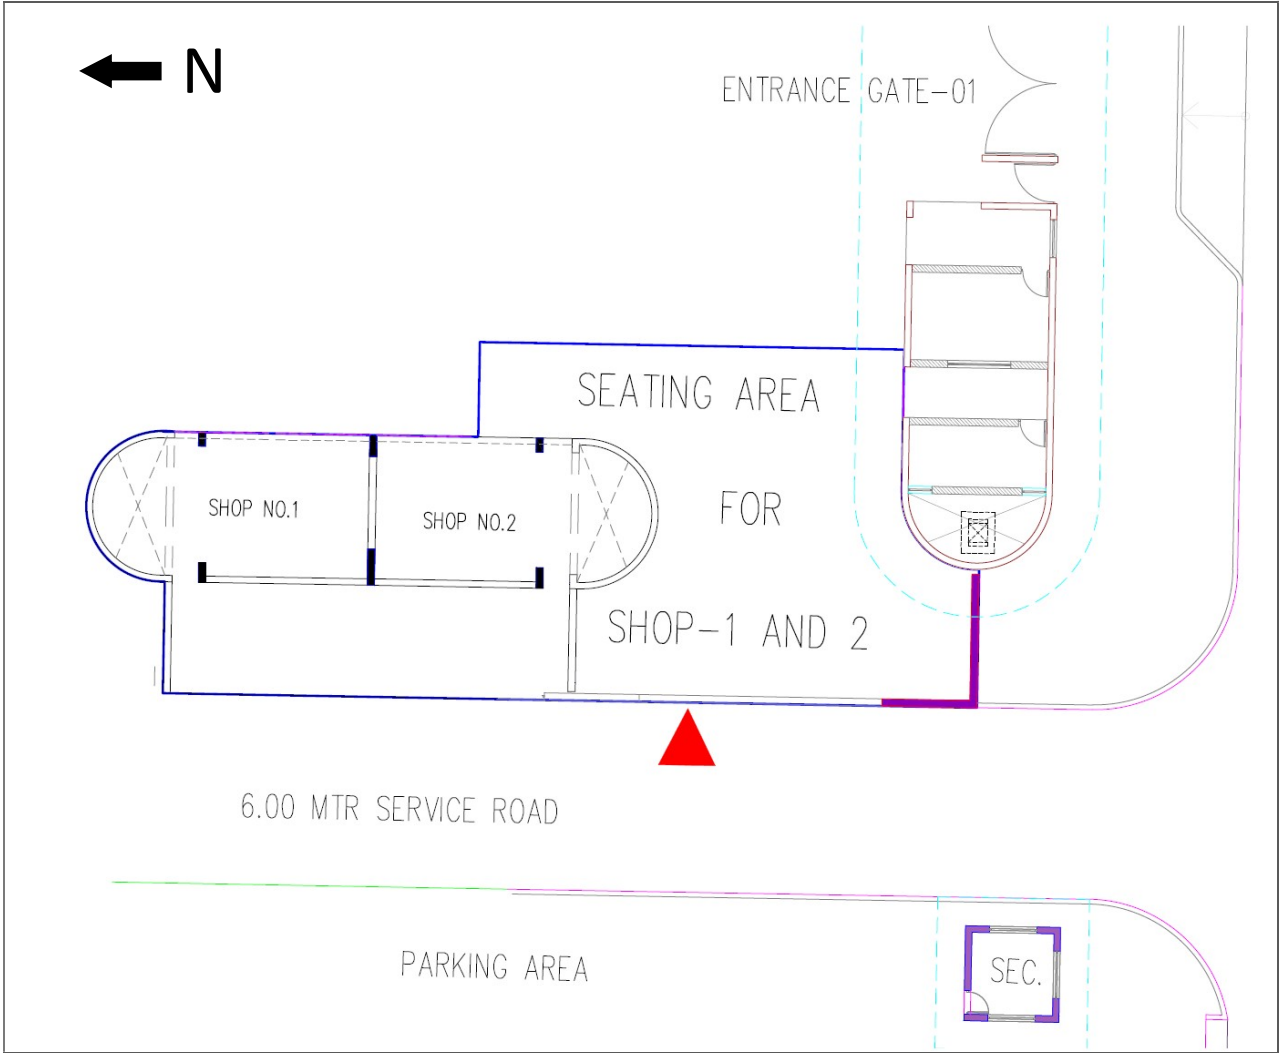 N
ENTRANCE GATE-01
SEATING AREA
FOR
SHOP-1 AND 2
SHOP NO.1
SHOP NO.2
6.00 MTR SERVICE ROAD
PARKING AREA
SEC.